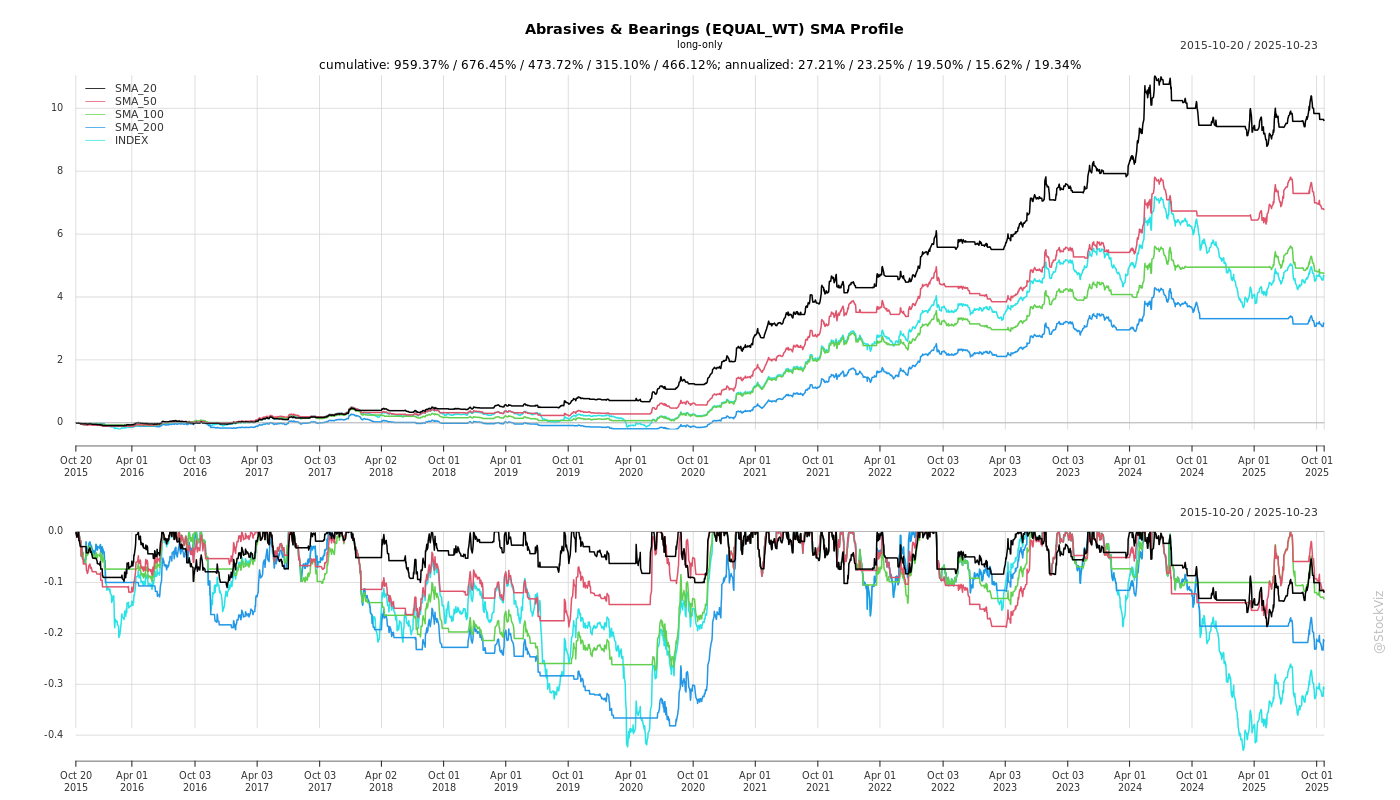 Abrasives & Bearings (EQUAL_WT) SMA Profile
long-only
2015-10-20 / 2025-10-23
cumulative: 959.37% / 676.45% / 473.72% / 315.10% / 466.12%; annualized: 27.21% / 23.25% / 19.50% / 15.62% / 19.34%
SMA_20
SMA_50
SMA_100
SMA_200
INDEX
10
8
6
4
2
0
Oct 20 Apr 01 Oct 03 Apr 03 Oct 03 Apr 02 Oct 01 Apr 01 Oct 01 Apr 01 Oct 01 Apr 01 Oct 01 Apr 01 Oct 03 Apr 03 Oct 03 Apr 01 Oct 01 Apr 01 Oct 01
2015 2016 2016 2017 2017 2018 2018 2019 2019 2020 2020 2021 2021 2022 2022 2023 2023 2024 2024 2025 2025
2015-10-20 / 2025-10-23
0.0
-0.1
-0.2
-0.3
-0.4
Oct 20 Apr 01 Oct 03 Apr 03 Oct 03 Apr 02 Oct 01 Apr 01 Oct 01 Apr 01 Oct 01 Apr 01 Oct 01 Apr 01 Oct 03 Apr 03 Oct 03 Apr 01 Oct 01 Apr 01 Oct 01
2015 2016 2016 2017 2017 2018 2018 2019 2019 2020 2020 2021 2021 2022 2022 2023 2023 2024 2024 2025 2025
@StockViz